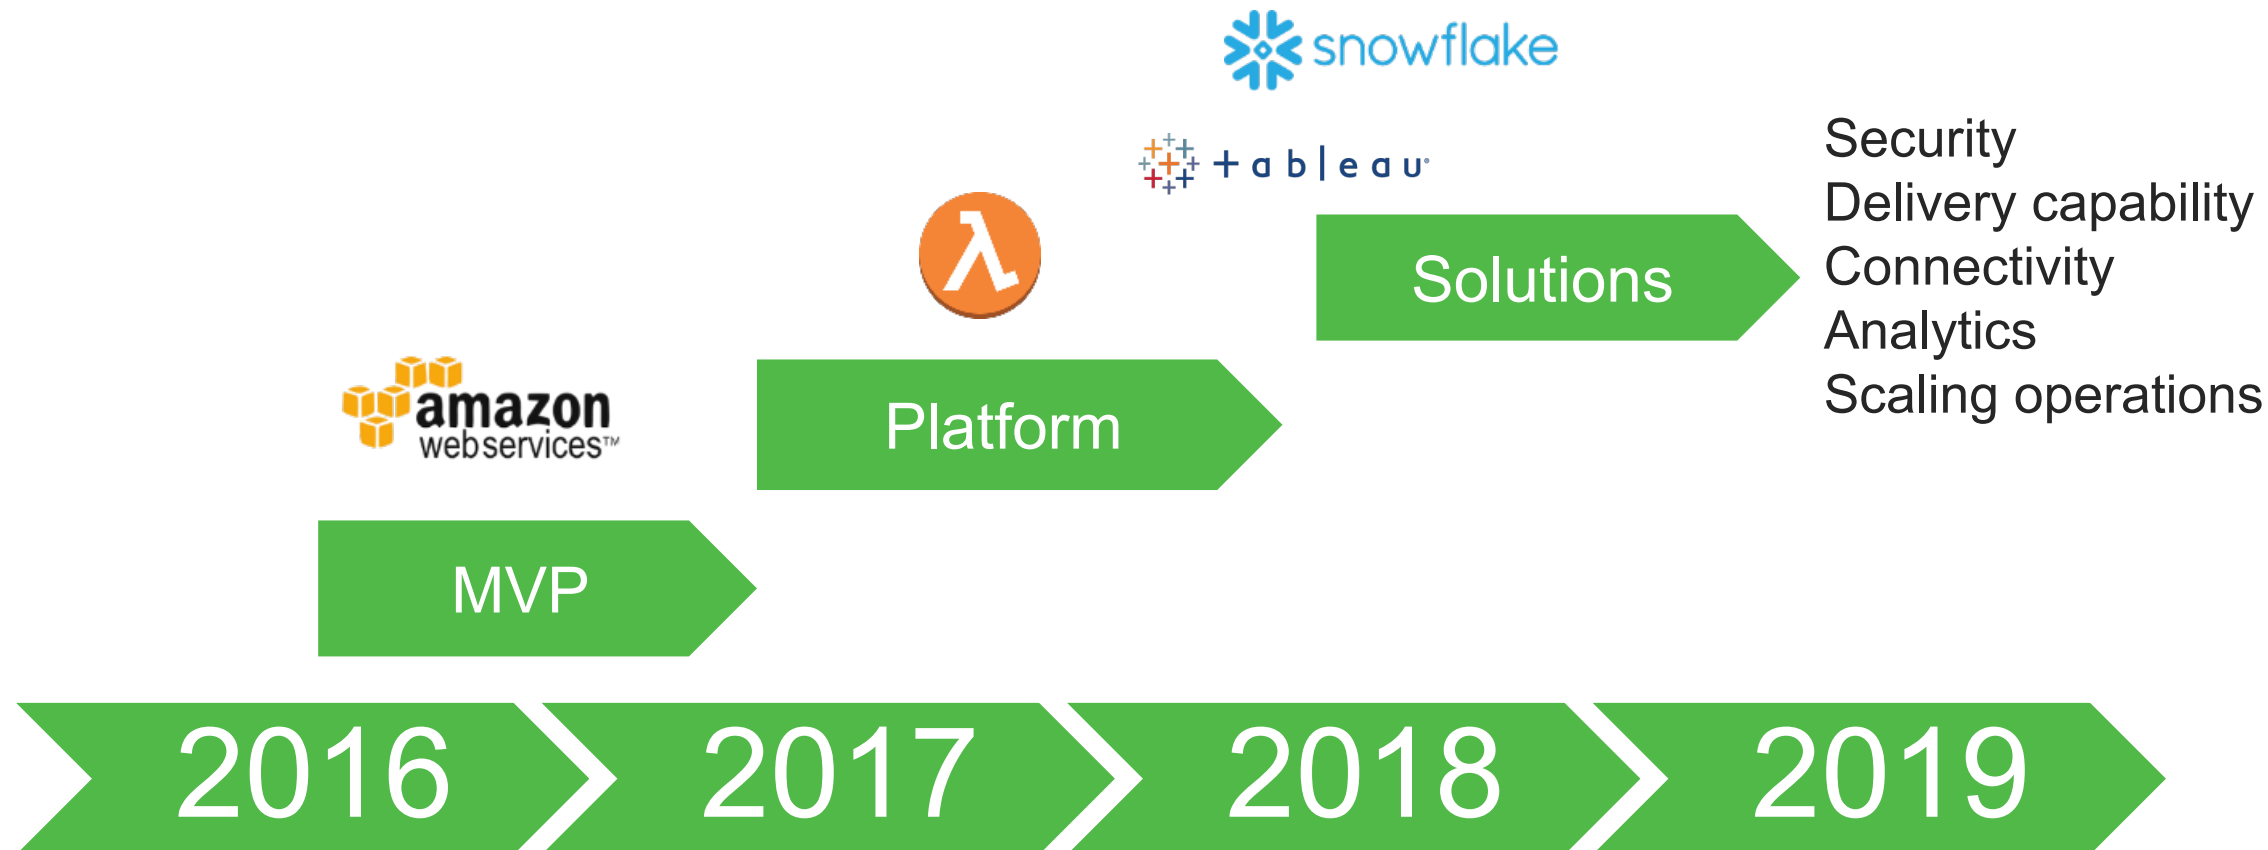 snowflake
tableau
Security
Delivery capability
Connectivity
Analytics
Scaling operations
λ
Solutions
amazon
webservices™
Platform
MVP
2016
2017
2018
2019